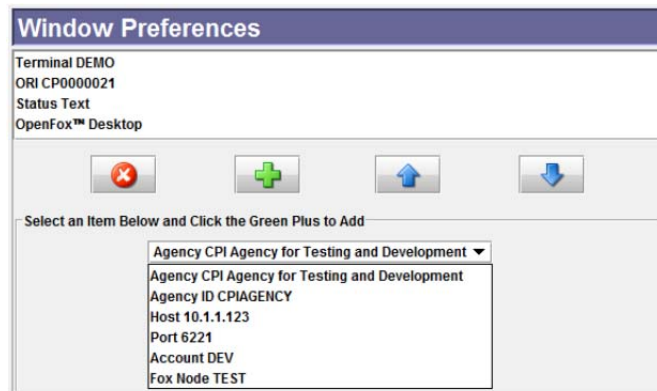 Window Preferences
Terminal DEMO
ORI CP0000021
Status Text
OpenFox™ Desktop
Select an Item Below and Click the Green Plus to Add
Agency CPI Agency for Testing and Development
Agency CPI Agency for Testing and Development
Agency ID CPIAGENCY
Host 10.1.1.123
Port 6221
Account DEV
Fox Node TEST